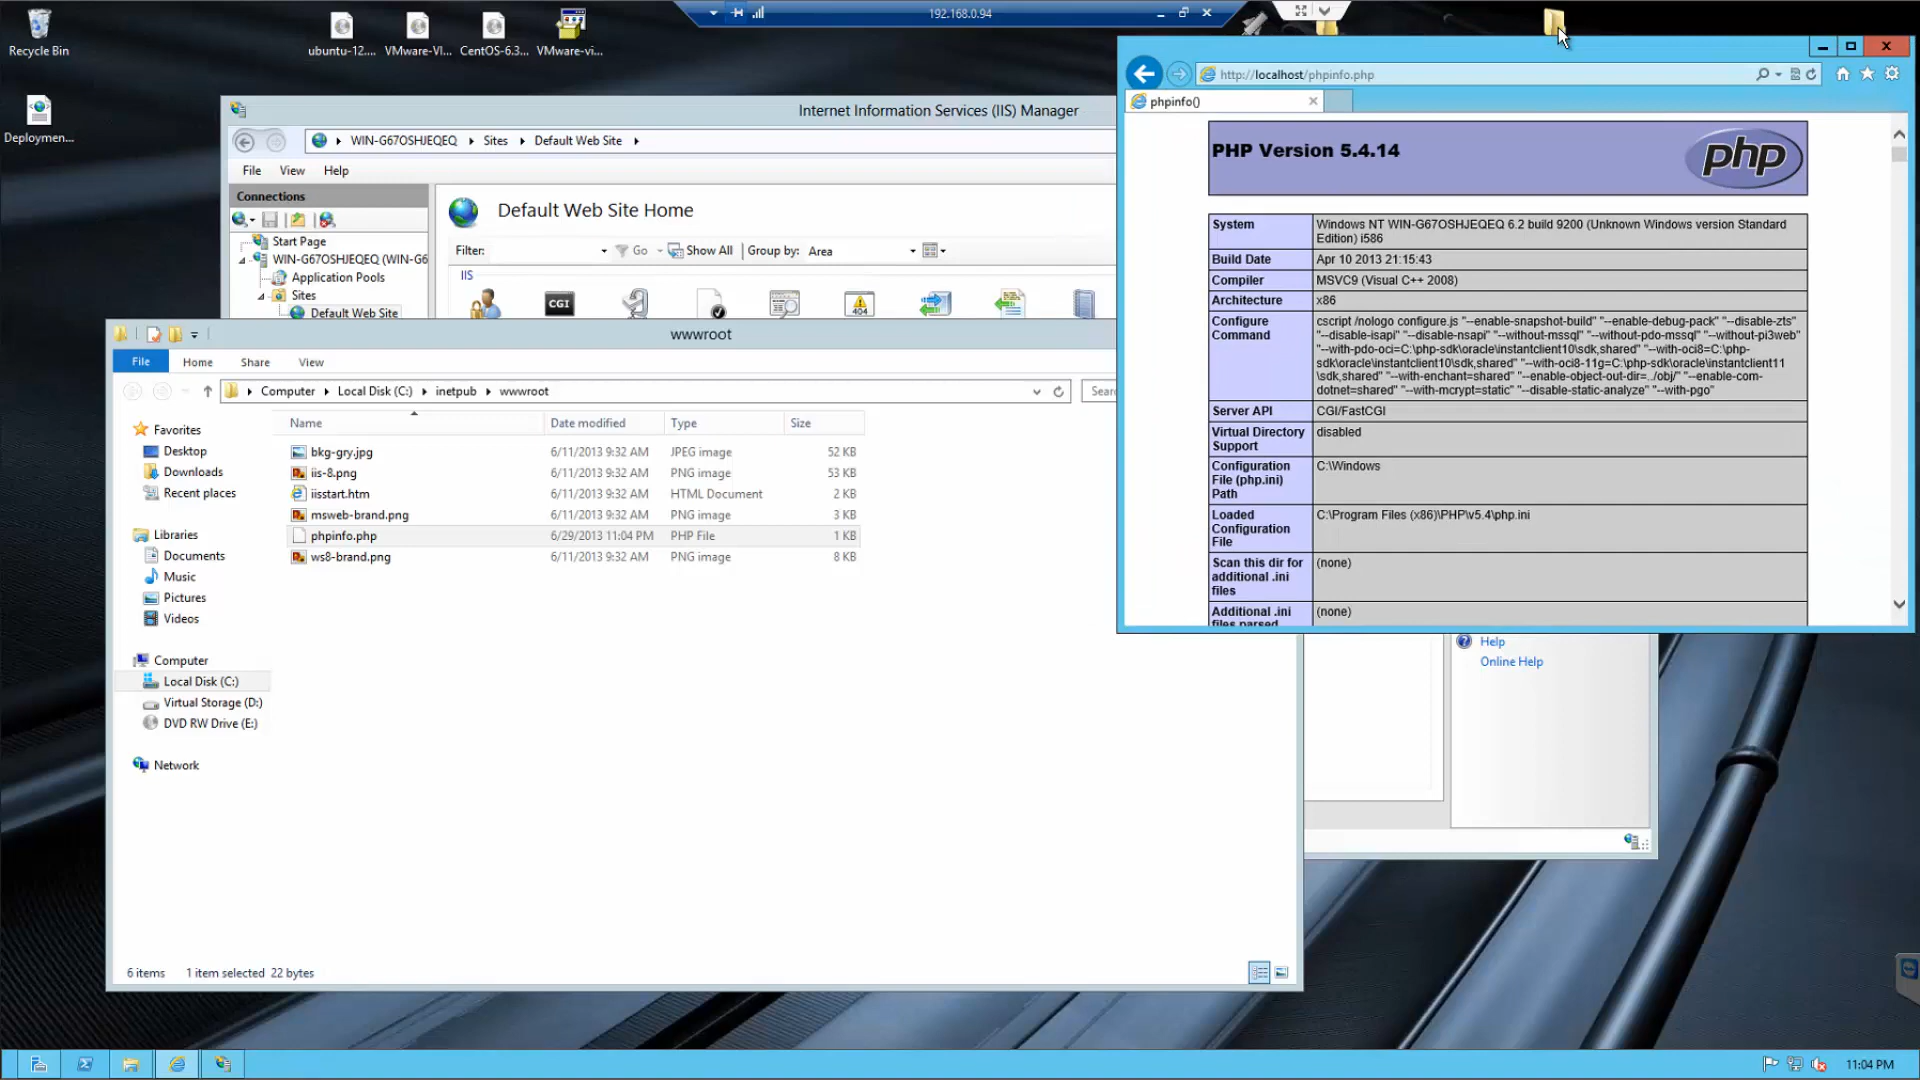 Recycle Bin
ubuntu-12....
VMware-VI...
CentOS-6.3...
VMware-vi...
192.168.0.94
Deploymen...
Internet Information Services (IIS) Manager
WIN-G67OSHJEQEQ
Sites
Default Web Site
File
View
Help
Connections
Start Page
WIN-G67OSHJEQEQ (WIN-G6
Application Pools
Sites
Default Web Site
Default Web Site Home
Filter:
Go
Show All
Group by:
Area
IIS
CGI
404
http://localhost/phpinfo.php
phpinfo()
PHP Version 5.4.14
php
System
Windows NT WIN-G67OSHJEQEQ 6.2 build 9200 (Unknown Windows version Standard
Edition) i586
Build Date
Apr 10 2013 21:15:43
Compiler
MSVC9 (Visual C++ 2008)
Architecture
x86
Configure
Command
cscript /nologo configure.js "--enable-snapshot-build" "--enable-debug-pack" "--disable-zts"
"--disable-isapi" "--disable-nsapi" "--without-mssql" "--without-pdo-mssql" "--without-pi3web"
"--with-pdo-oci=C:\php-sdk\oracle\instantclient10\sdk,shared" "--with-oci8=C:\php-
sdk\oracle\instantclient10\sdk,shared" "--with-oci8-11g=C:\php-sdk\oracle\instantclient11
\sdk,shared" "--with-enchant=shared" "--enable-object-out-dir=../obj/" "--enable-com-
dotnet=shared" "--with-mcrypt=static" "--disable-static-analyze" "--with-pgo"
Server API
CGI/FastCGI
Virtual Directory
Support
disabled
Configuration
File (php.ini)
Path
C:\Windows
Loaded
Configuration
File
C:\Program Files (x86)\PHP\v5.4\php.ini
Scan this dir for
additional .ini
files
(none)
Additional .ini
files parsed
(none)
wwwroot
File
Home
Share
View
Computer
Local Disk (C:)
inetpub
wwwroot
Searc
Name
Date modified
Type
Size
bkg-gry.jpg
6/11/2013 9:32 AM
JPEG image
52 KB
iis-8.png
6/11/2013 9:32 AM
PNG image
53 KB
iisstart.htm
6/11/2013 9:32 AM
HTML Document
2 KB
msweb-brand.png
6/11/2013 9:32 AM
PNG image
3 KB
phpinfo.php
6/29/2013 11:04 PM
PHP File
1 KB
ws8-brand.png
6/11/2013 9:32 AM
PNG image
8 KB
Favorites
Desktop
Downloads
Recent places
Libraries
Documents
Music
Pictures
Videos
Computer
Local Disk (C:)
Virtual Storage (D:)
DVD RW Drive (E:)
Network
Help
Online Help
6 items
1 item selected 22 bytes
11:04 PM